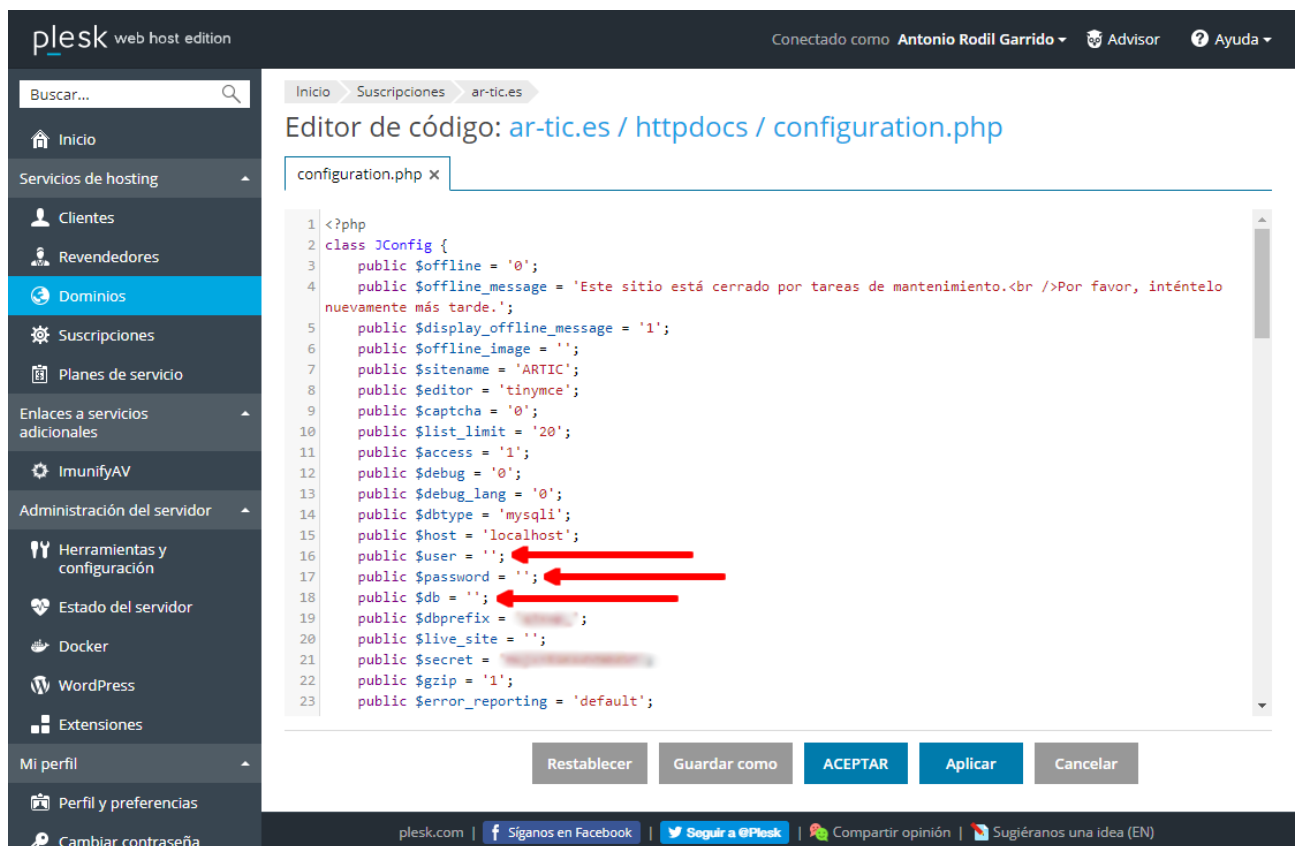 plesk web host edition
Conectado como Antonio Rodil Garrido Advisor Ayuda
Buscar...
Inicio
Servicios de hosting
Clientes
Revendedores
Dominios
Suscripciones
Planes de servicio
Enlaces a servicios
adicionales
ImunifyAV
Administración del servidor
Herramientas y
configuración
Estado del servidor
Docker
WordPress
Extensiones
Mi perfil
Perfil y preferencias
Cambiar contraseña
Inicio Suscripciones ar-tic.es
Editor de código: ar-tic.es / httpdocs / configuration.php
configuration.php ×
1 <?php
2 class JConfig {
3 public $offline = '0';
4 public $offline_message = 'Este sitio está cerrado por tareas de mantenimiento.<br />Por favor, inténtelo
nuevamente más tarde.';
5 public $display_offline_message = '1';
6 public $offline_image = '';
7 public $sitename = 'ARTIC';
8 public $editor = 'tinymce';
9 public $captcha = '0';
10 public $list_limit = '20';
11 public $access = '1';
12 public $debug = '0';
13 public $debug_lang = '0';
14 public $dbtype = 'mysqli';
15 public $host = 'localhost';
16 public $user = '';
17 public $password = '';
18 public $db = '';
19 public $dbprefix = ';
20 public $live_site = '';
21 public $secret =
22 public $gzip = '1';
23 public $error_reporting = 'default';
Restablecer Guardar como ACEPTAR Aplicar Cancelar
plesk.com | Síganos en Facebook | Seguir a @Plesk | Compartir opinión | Sugiéranos una idea (EN)